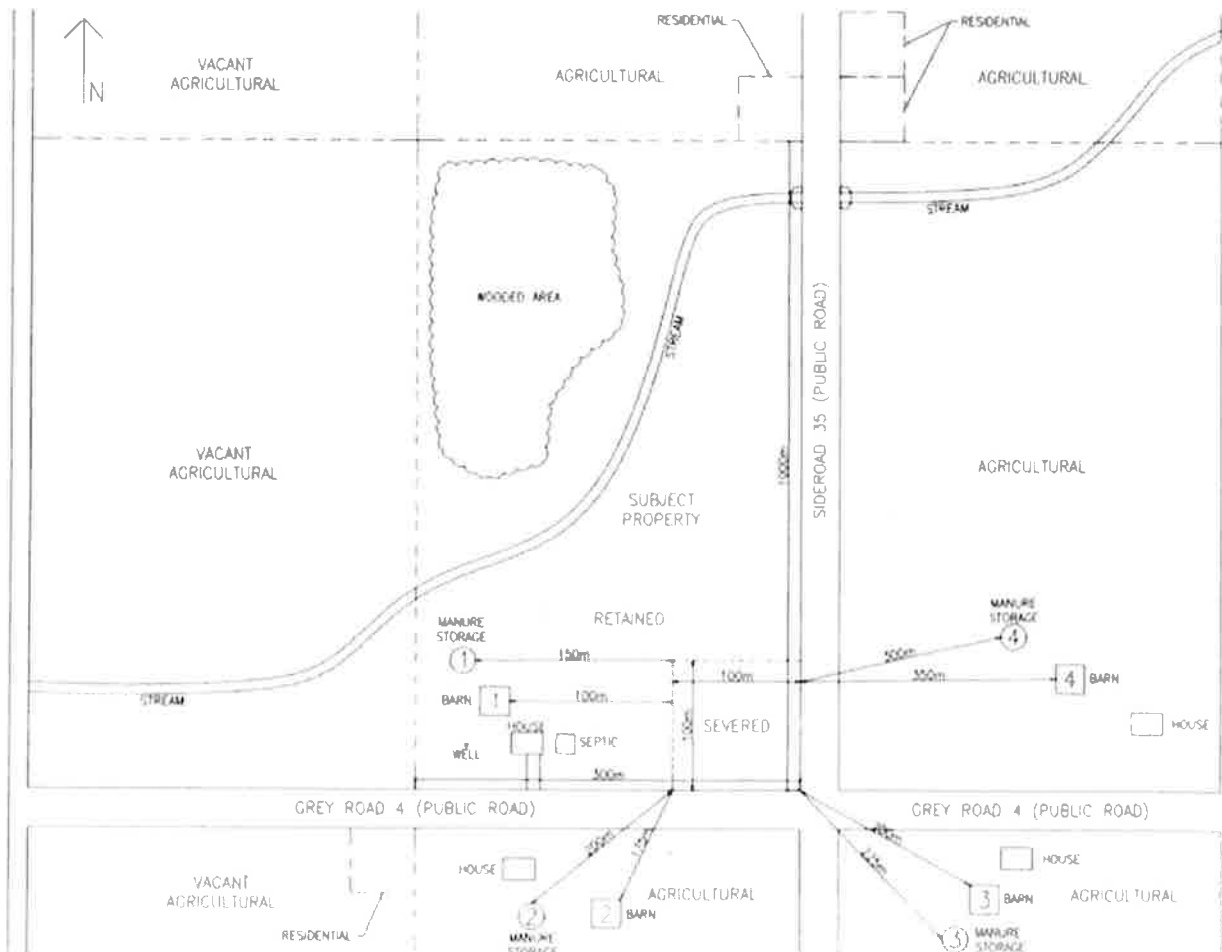 RESIDENTIAL
RESIDENTIAL
N
VACANT
AGRICULTURAL
AGRICULTURAL
AGRICULTURAL
STREAM
WOODED AREA
STREAM
SIDEROAD 35 (PUBLIC ROAD)
1000m
VACANT
AGRICULTURAL
AGRICULTURAL
SUBJECT
PROPERTY
RETAINED
MANURE
STORAGE
1
150m
MANURE
STORAGE
4
500m
100m
350m
4
BARN
STREAM
BARN
1
100m
100m
SEVERED
HOUSE
HOUSE
SEPTIC
WELL
300m
GREY ROAD 4 (PUBLIC ROAD)
GREY ROAD 4 (PUBLIC ROAD)
HOUSE
HOUSE
VACANT
AGRICULTURAL
AGRICULTURAL
AGRICULTURAL
2
BARN
3
BARN
RESIDENTIAL
2
MANURE
STORAGE
3
MANURE
STORAGE